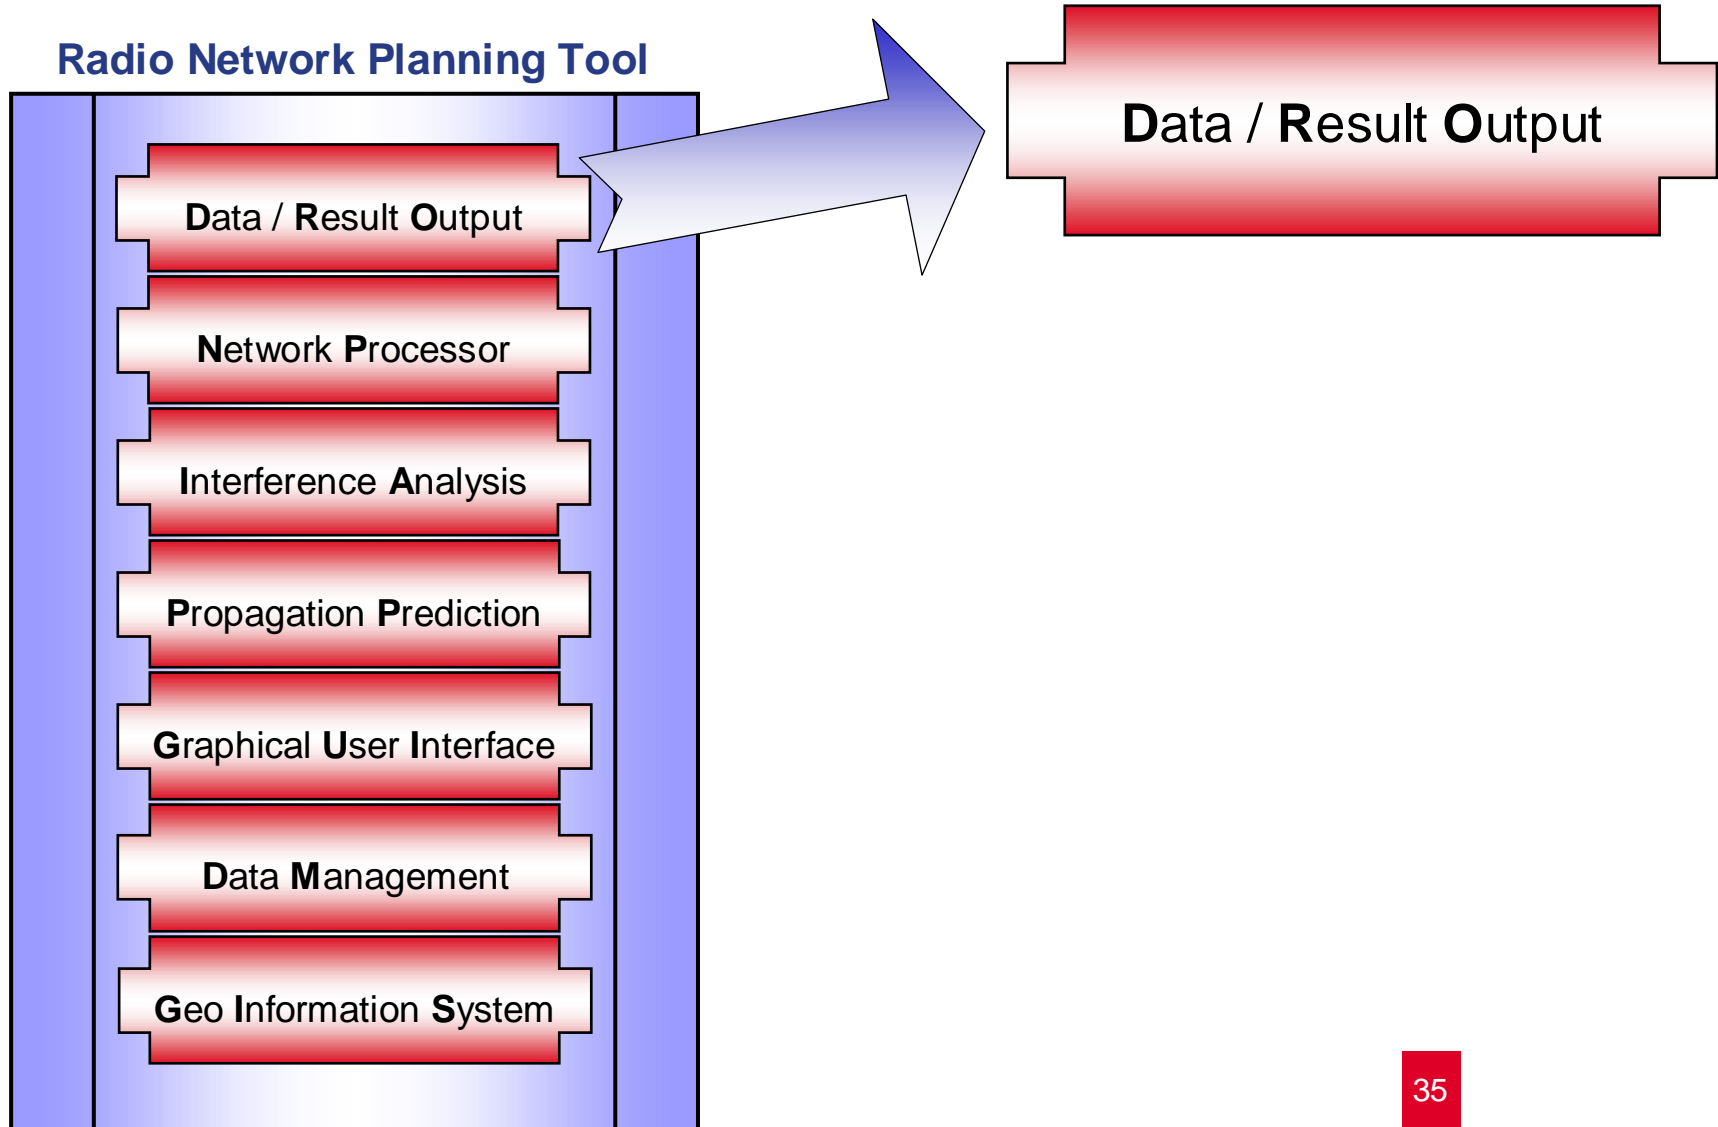 Radio Network Planning Tool
Data / Result Output
Data / Result Output
Network Processor
Interference Analysis
Propagation Prediction
Graphical User Interface
Data Management
Geo Information System
35